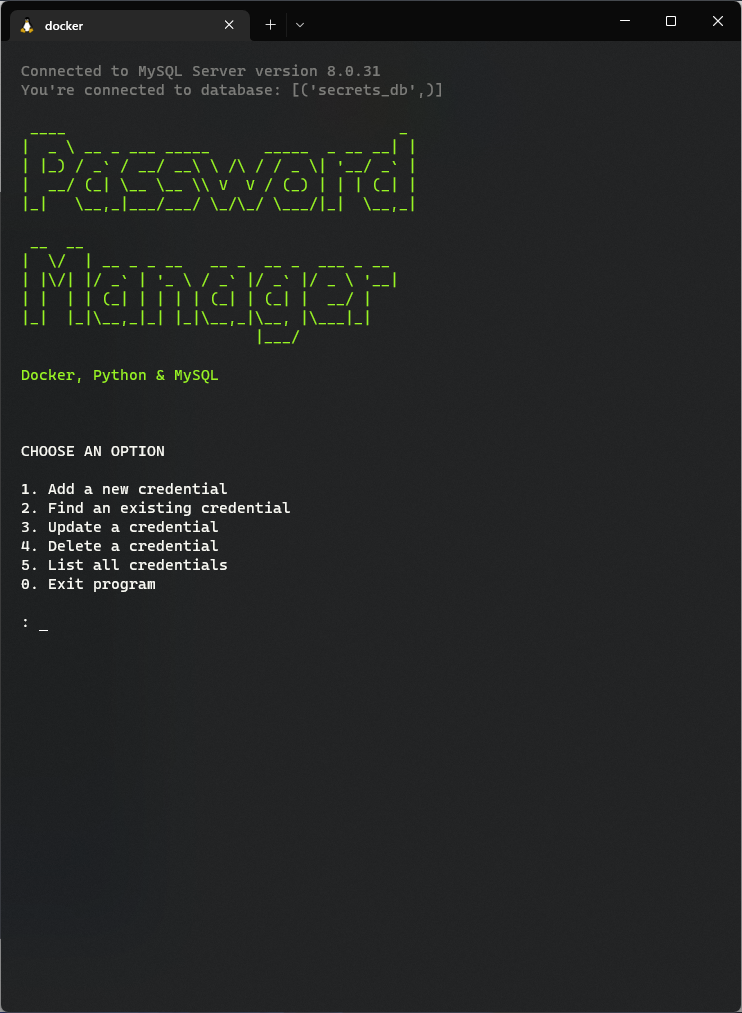 docker
Connected to MySQL Server version 8.0.31
You're connected to database: [('secrets_db',)]
Password
Manager
Docker, Python & MySQL
CHOOSE AN OPTION
1. Add a new credential
2. Find an existing credential
3. Update a credential
4. Delete a credential
5. List all credentials
0. Exit program
: _